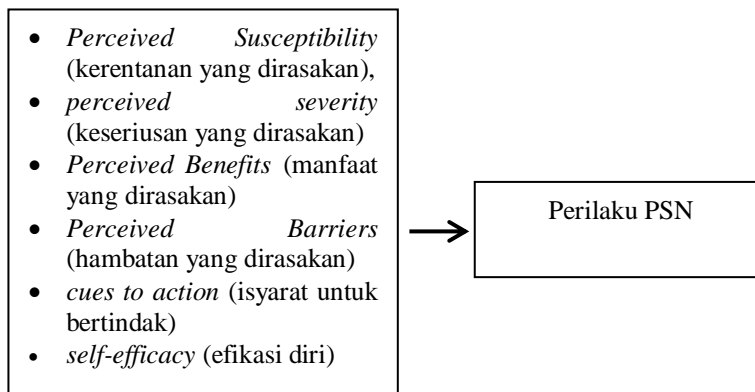 • Perceived Susceptibility
(kerentanan yang dirasakan),
• perceived severity
(keseriusan yang dirasakan)
• Perceived Benefits (manfaat
yang dirasakan)
• Perceived Barriers
(hambatan yang dirasakan)
• cues to action (isyarat untuk
bertindak)
• self-efficacy (efikasi diri)
Perilaku PSN